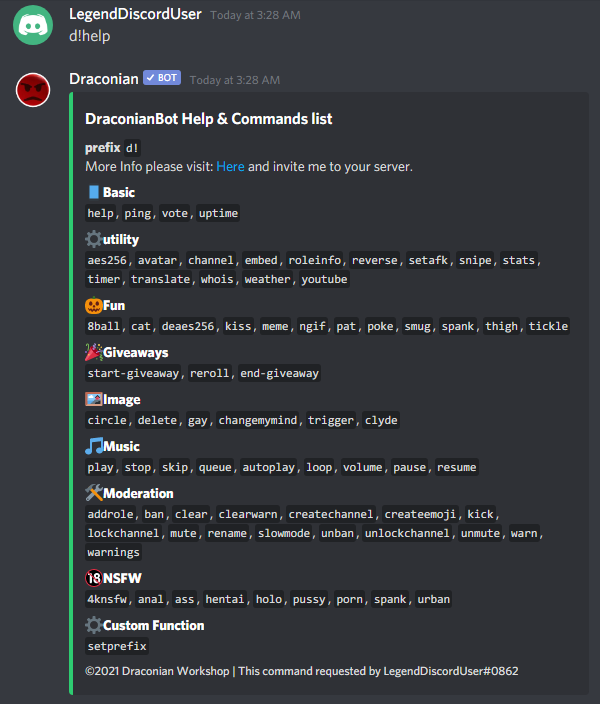 LegendDiscordUser Today at 3:28 AM
d!help
Draconian ✓ BOT Today at 3:28 AM
DraconianBot Help & Commands list
prefix d!
More Info please visit: Here and invite me to your server.
Basic
help, ping, vote, uptime
utility
aes256, avatar, channel, embed, roleinfo, reverse, setafk, snipe, stats,
timer, translate, whois, weather, youtube
Fun
8ball, cat, deaes256, kiss, meme, ngif, pat, poke, smug, spank, thigh, tickle
Giveaways
start-giveaway, reroll, end-giveaway
Image
circle, delete, gay, changemymind, trigger, clyde
Music
play, stop, skip, queue, autoplay, loop, volume, pause, resume
Moderation
addrole, ban, clear, clearwarn, createchannel, createemoji, kick,
lockchannel, mute, rename, slowmode, unban, unlockchannel, unmute, warn,
warnings
🔞NSFW
4knsfw, anal, ass, hentai, holo, pussy, porn, spank, urban
Custom Function
setprefix
©2021 Draconian Workshop | This command requested by LegendDiscordUser#0862